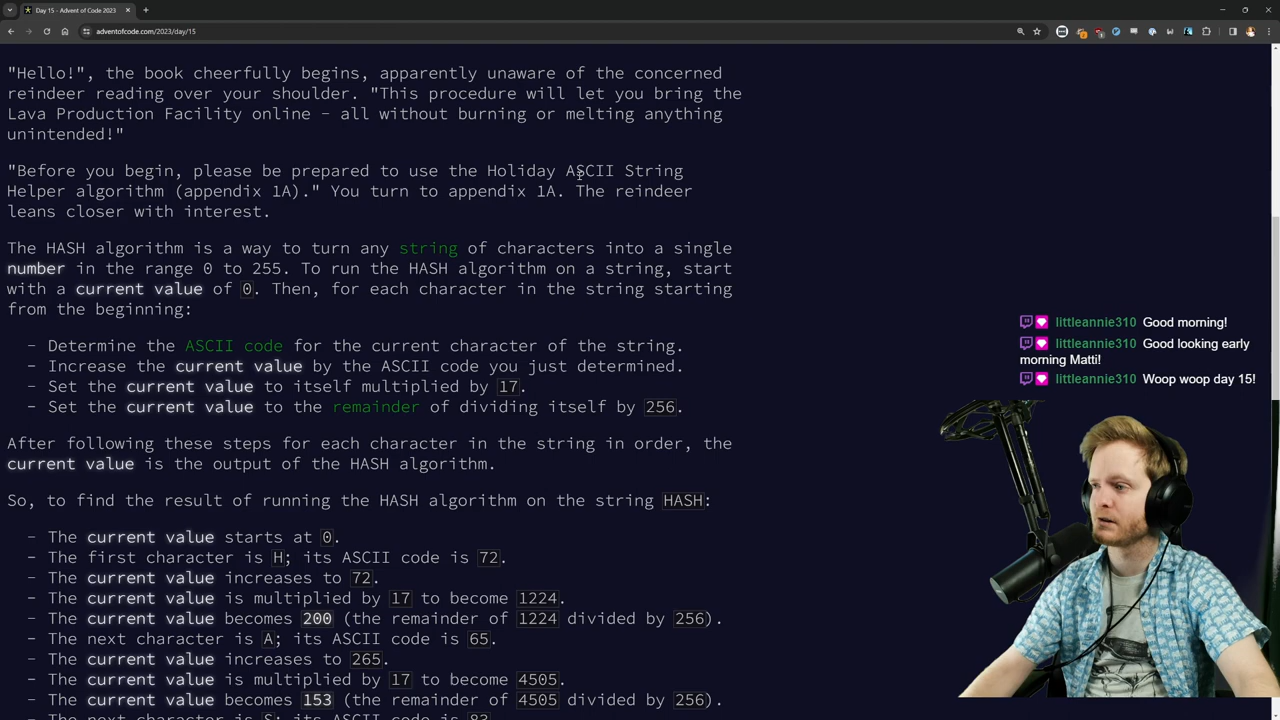 Day 15 - Advent of Code 2023
adventofcode.com/2023/day/15
"Hello!", the book cheerfully begins, apparently unaware of the concerned
reindeer reading over your shoulder. "This procedure will let you bring the
Lava Production Facility online - all without burning or melting anything
unintended!"
"Before you begin, please be prepared to use the Holiday ASCII String
Helper algorithm (appendix 1A)." You turn to appendix 1A. The reindeer
leans closer with interest.
The HASH algorithm is a way to turn any string of characters into a single
number in the range 0 to 255. To run the HASH algorithm on a string, start
with a current value of 0. Then, for each character in the string starting
from the beginning:
- Determine the ASCII code for the current character of the string.
- Increase the current value by the ASCII code you just determined.
- Set the current value to itself multiplied by 17.
- Set the current value to the remainder of dividing itself by 256.
After following these steps for each character in the string in order, the
current value is the output of the HASH algorithm.
So, to find the result of running the HASH algorithm on the string HASH:
- The current value starts at 0.
- The first character is H; its ASCII code is 72.
- The current value increases to 72.
- The current value is multiplied by 17 to become 1224.
- The current value becomes 200 (the remainder of 1224 divided by 256).
- The next character is A; its ASCII code is 65.
- The current value increases to 265.
- The current value is multiplied by 17 to become 4505.
- The current value becomes 153 (the remainder of 4505 divided by 256).
- The next character is S; its ASCII code is 83.
littleannie310 Good morning!
littleannie310 Good looking early
morning Matti!
littleannie310 Woop woop day 15!